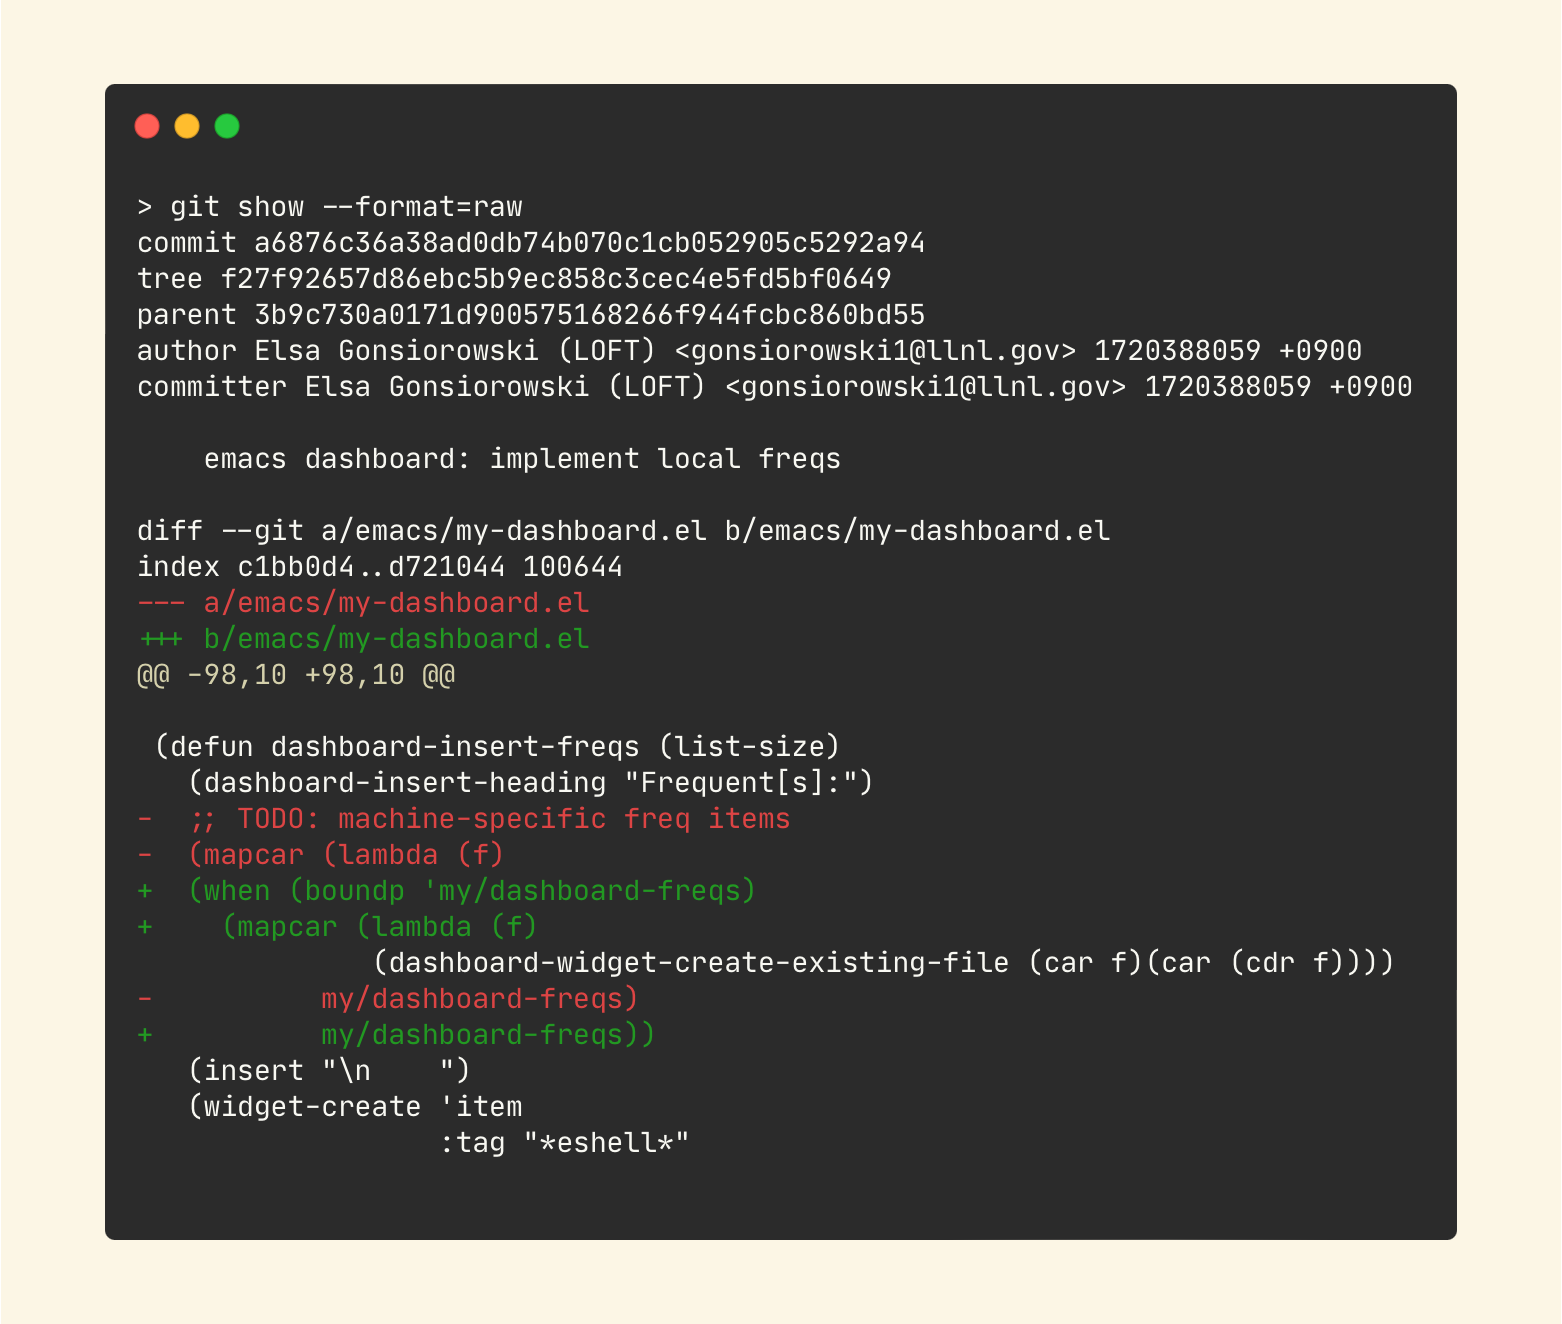 > git show --format=raw
commit a6876c36a38ad0db74b070c1cb052905c5292a94
tree f27f92657d86ebc5b9ec858c3cec4e5fd5bf0649
parent 3b9c730a0171d900575168266f944fcbc860bd55
author Elsa Gonsiorowski (LOFT) <gonsiorowski1@llnl.gov> 1720388059 +0900
committer Elsa Gonsiorowski (LOFT) <gonsiorowski1@llnl.gov> 1720388059 +0900

    emacs dashboard: implement local freqs

diff --git a/emacs/my-dashboard.el b/emacs/my-dashboard.el
index c1bb0d4..d721044 100644
--- a/emacs/my-dashboard.el
+++ b/emacs/my-dashboard.el
@@ -98,10 +98,10 @@

 (defun dashboard-insert-freqs (list-size)
   (dashboard-insert-heading "Frequent[s]:")
-  ;; TODO: machine-specific freq items
-  (mapcar (lambda (f)
+  (when (boundp 'my/dashboard-freqs)
+    (mapcar (lambda (f)
              (dashboard-widget-create-existing-file (car f)(car (cdr f))))
-          my/dashboard-freqs)
+          my/dashboard-freqs))
   (insert "\n    ")
   (widget-create 'item
                  :tag "*eshell*"